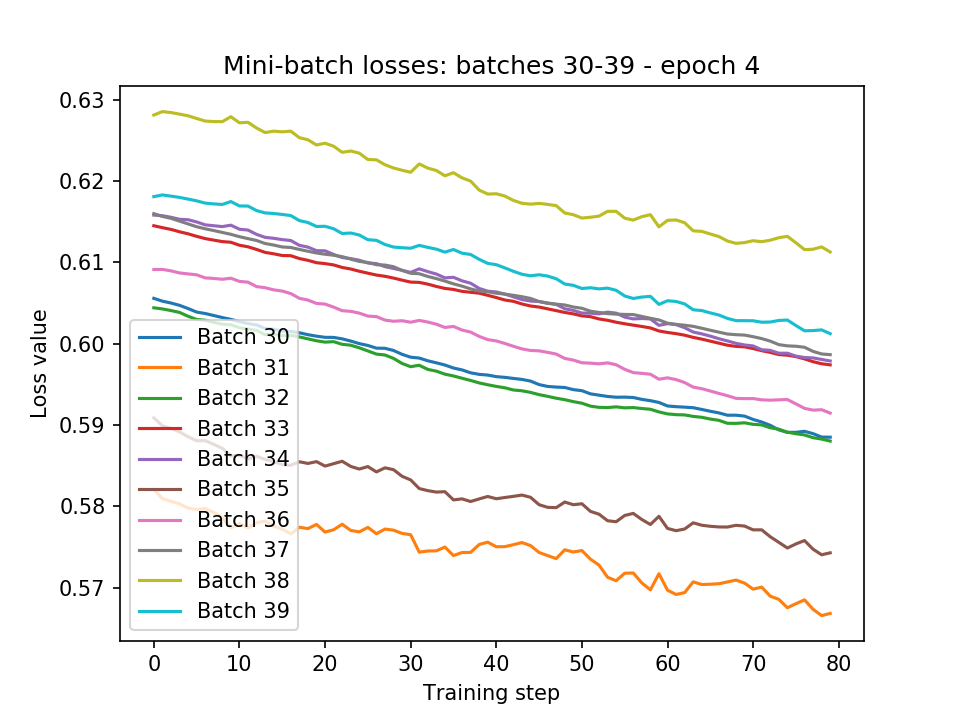 Mini-batch losses: batches 30-39 - epoch 4
Loss value
0.63
0.62
0.61
0.60
0.59
0.58
0.57
Batch 30
Batch 31
Batch 32
Batch 33
Batch 34
Batch 35
Batch 36
Batch 37
Batch 38
Batch 39
0 10 20 30 40 50 60 70 80
Training step